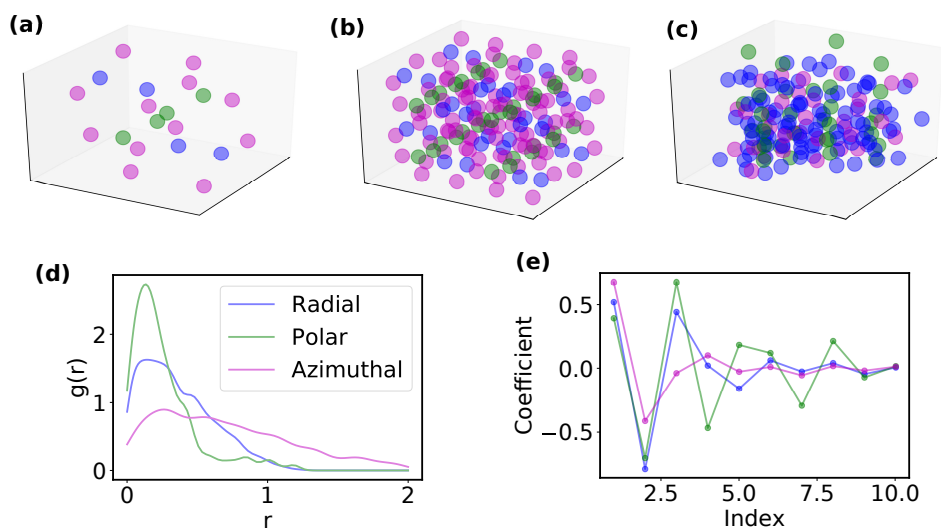 (a)
(b)
(c)
(d)
g(r)
2
1
0
Radial
Polar
Azimuthal
0
1
2
r
(e)
Coefficient
0.5
0.0
−0.5
2.5
5.0
7.5
10.0
Index